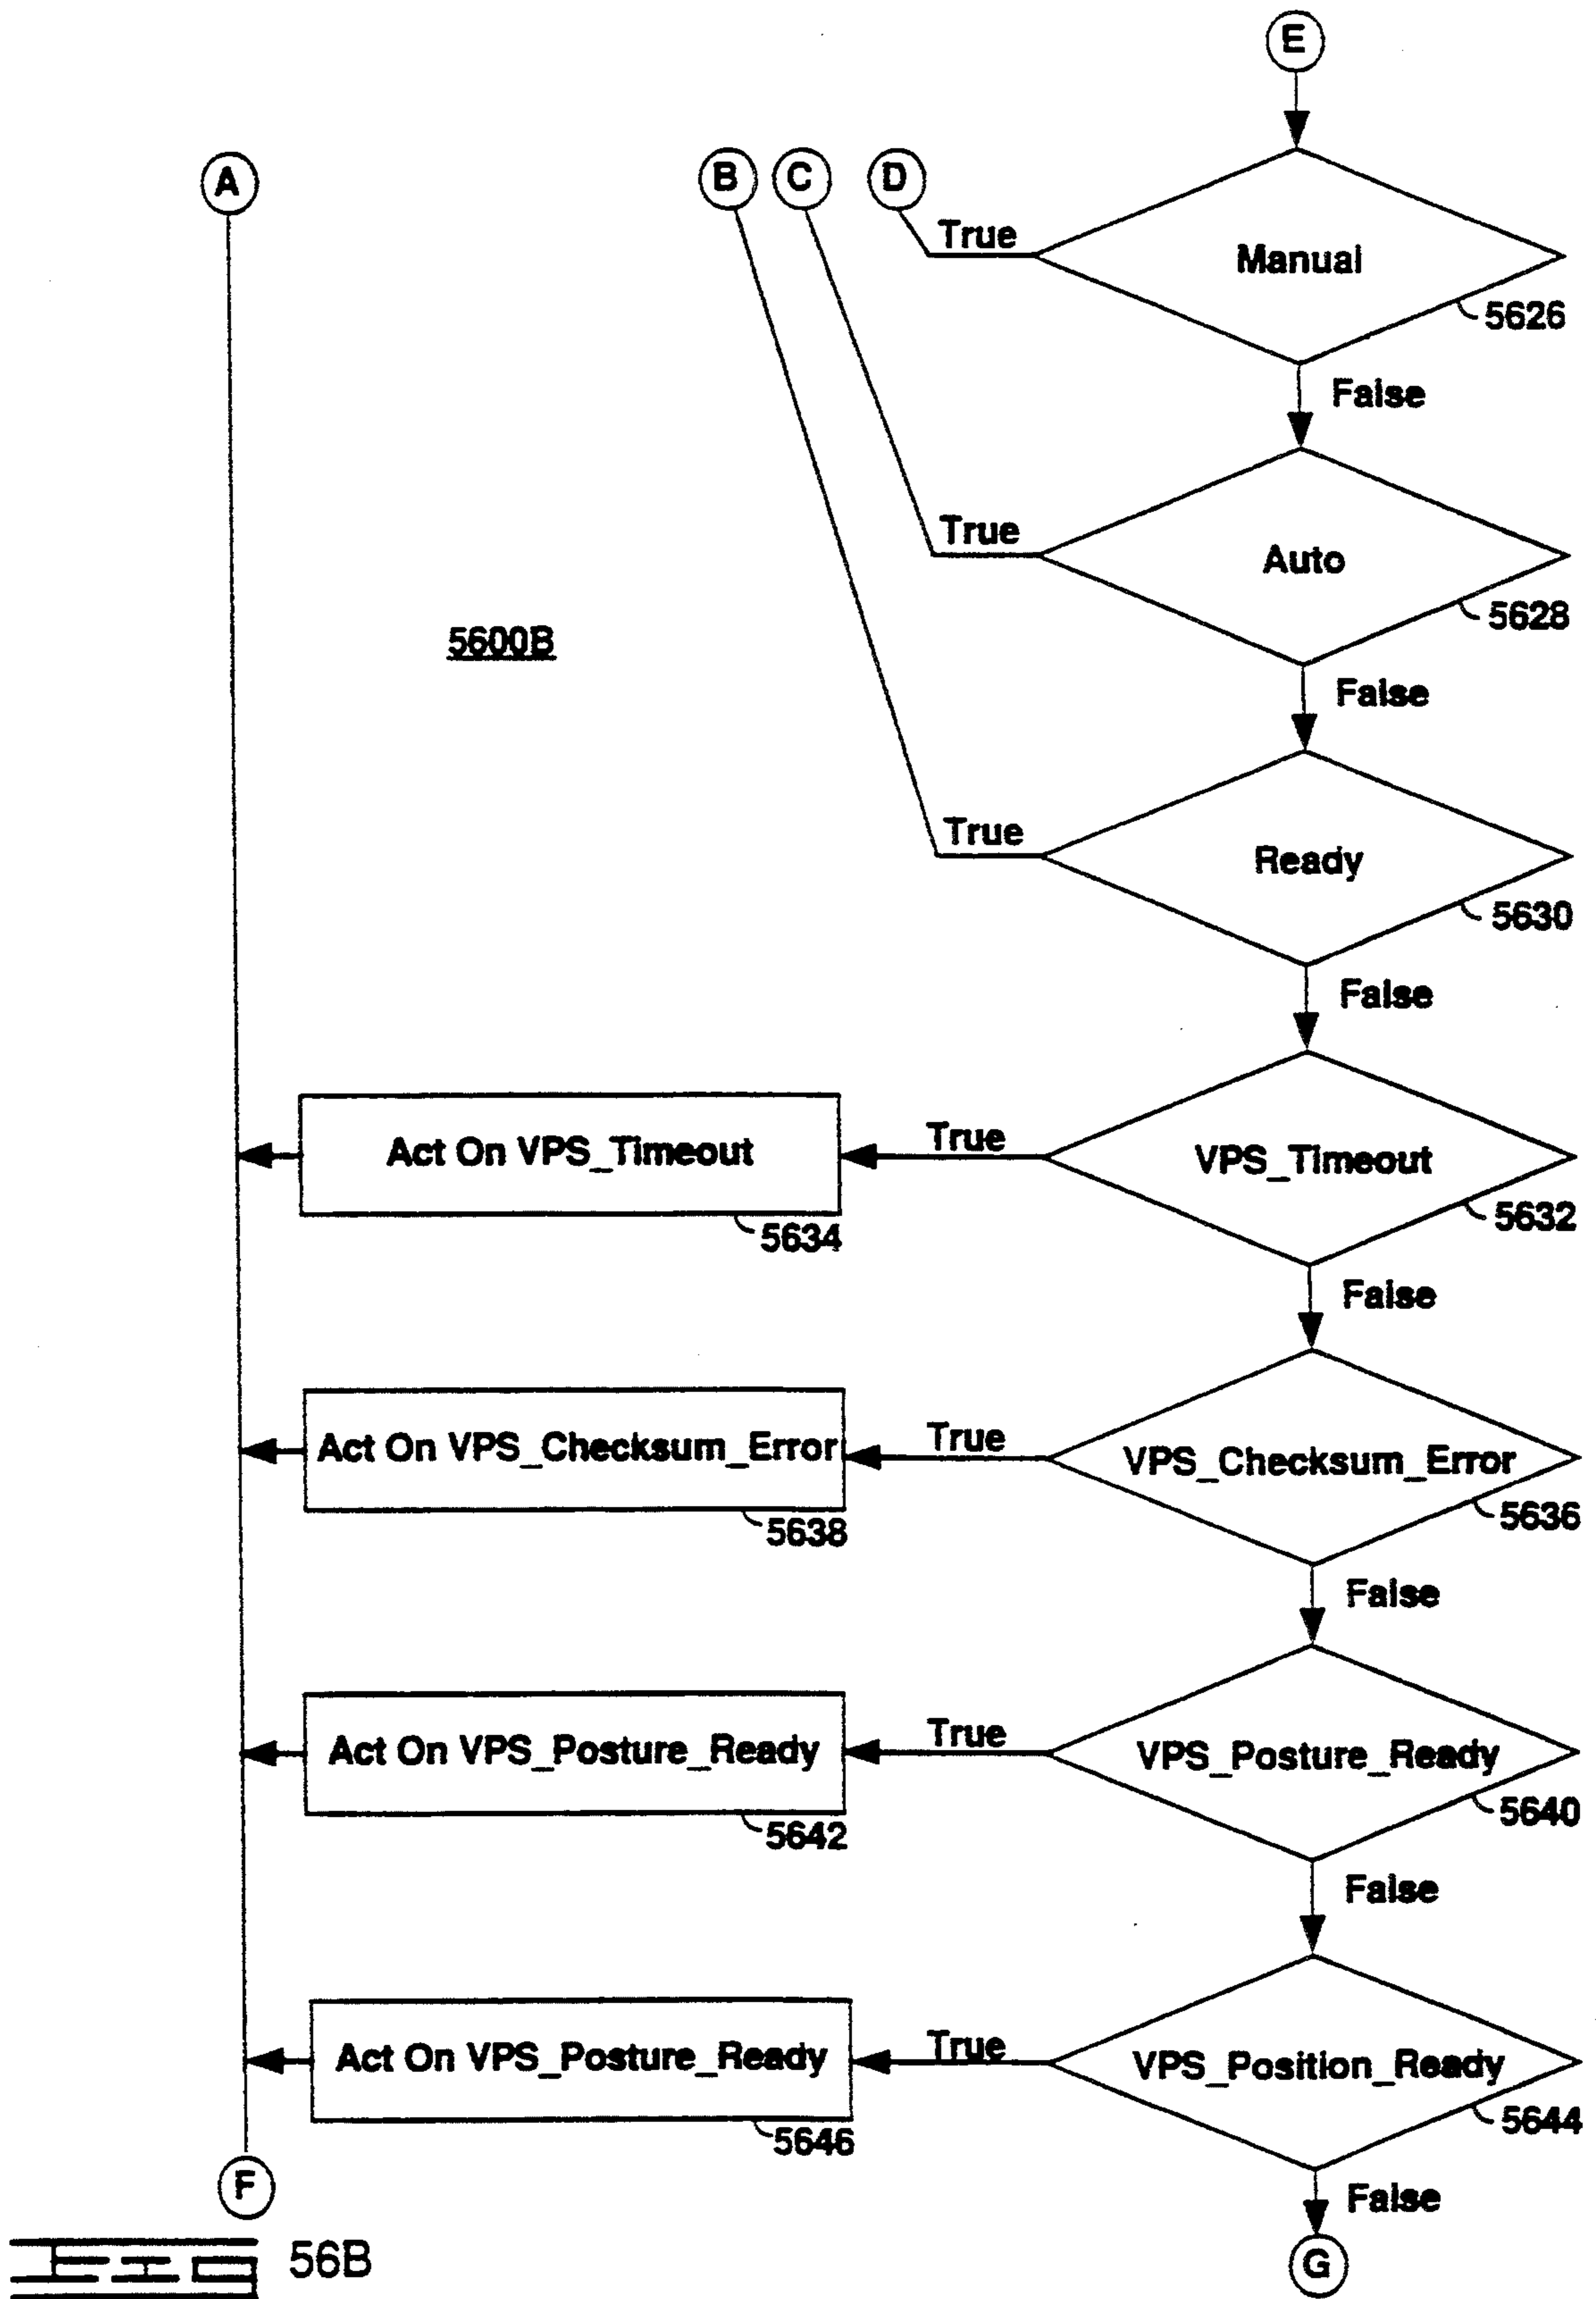 E
A
B
C
D
True
Manual
5626
False
True
Auto
5628
5600B
False
True
Ready
5630
False
Act On VPS_Timeout
True
VPS_Timeout
5634
5632
False
Act On VPS_Checksum_Error
True
VPS_Checksum_Error
5638
5636
False
Act On VPS_Posture_Ready
True
VPS_Posture_Ready
5642
5640
False
Act On VPS_Posture_Ready
True
VPS_Position_Ready
5646
5644
F
False
G
FIG 56B